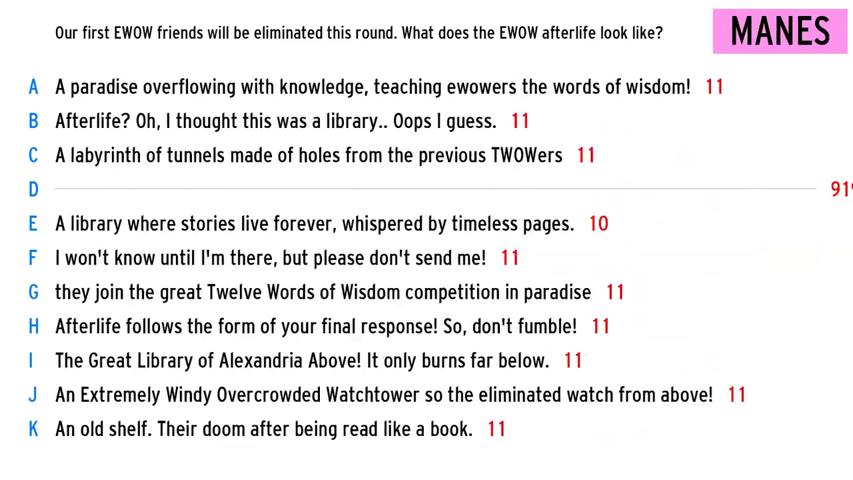 Our first EWOW friends will be eliminated this round. What does the EWOW afterlife look like?
MANES
A A paradise overflowing with knowledge, teaching ewowers the words of wisdom! 11
B Afterlife? Oh, I thought this was a library.. Oops I guess. 11
C A labyrinth of tunnels made of holes from the previous TWOWers 11
D
E A library where stories live forever, whispered by timeless pages. 10
F I won't know until I'm there, but please don't send me! 11
G they join the great Twelve Words of Wisdom competition in paradise 11
H Afterlife follows the form of your final response! So, don't fumble! 11
I The Great Library of Alexandria Above! It only burns far below. 11
J An Extremely Windy Overcrowded Watchtower so the eliminated watch from above! 11
K An old shelf. Their doom after being read like a book. 11